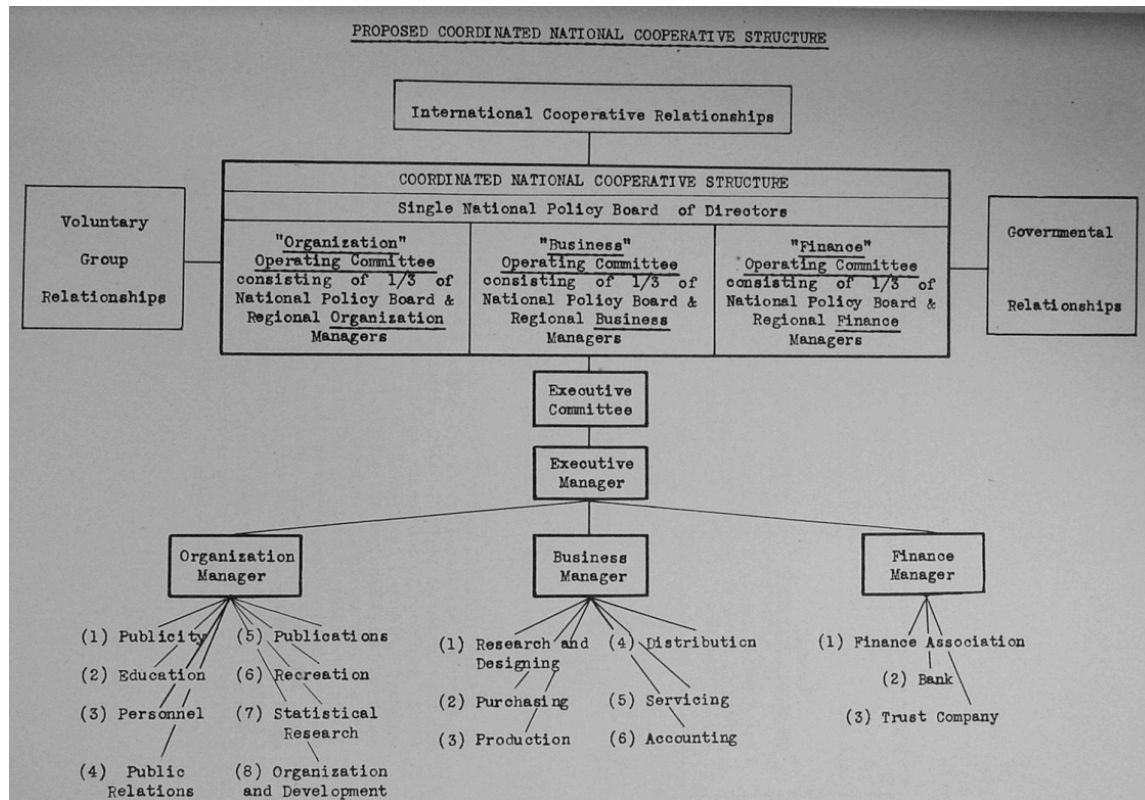 PROPOSED COORDINATED NATIONAL COOPERATIVE STRUCTURE
International Cooperative Relationships
COORDINATED NATIONAL COOPERATIVE STRUCTURE
Single National Policy Board of Directors
Voluntary
Group
Relationships
"Organization"
Operating Committee
consisting of 1/3 of
National Policy Board &
Regional Organization
Managers
"Business"
Operating Committee
consisting of 1/3 of
National Policy Board &
Regional Business
Managers
"Finance"
Operating Committee
consisting of 1/3 of
National Policy Board &
Regional Finance
Managers
Governmental
Relationships
Executive
Committee
Executive
Manager
Organization
Manager
(1) Publicity
(2) Education
(3) Personnel
(4) Public
Relations
(5) Publications
(6) Recreation
(7) Statistical
Research
(8) Organization
and Development
Business
Manager
(1) Research and
Designing
(2) Purchasing
(3) Production
(4) Distribution
(5) Servicing
(6) Accounting
Finance
Manager
(1) Finance Association
(2) Bank
(3) Trust Company